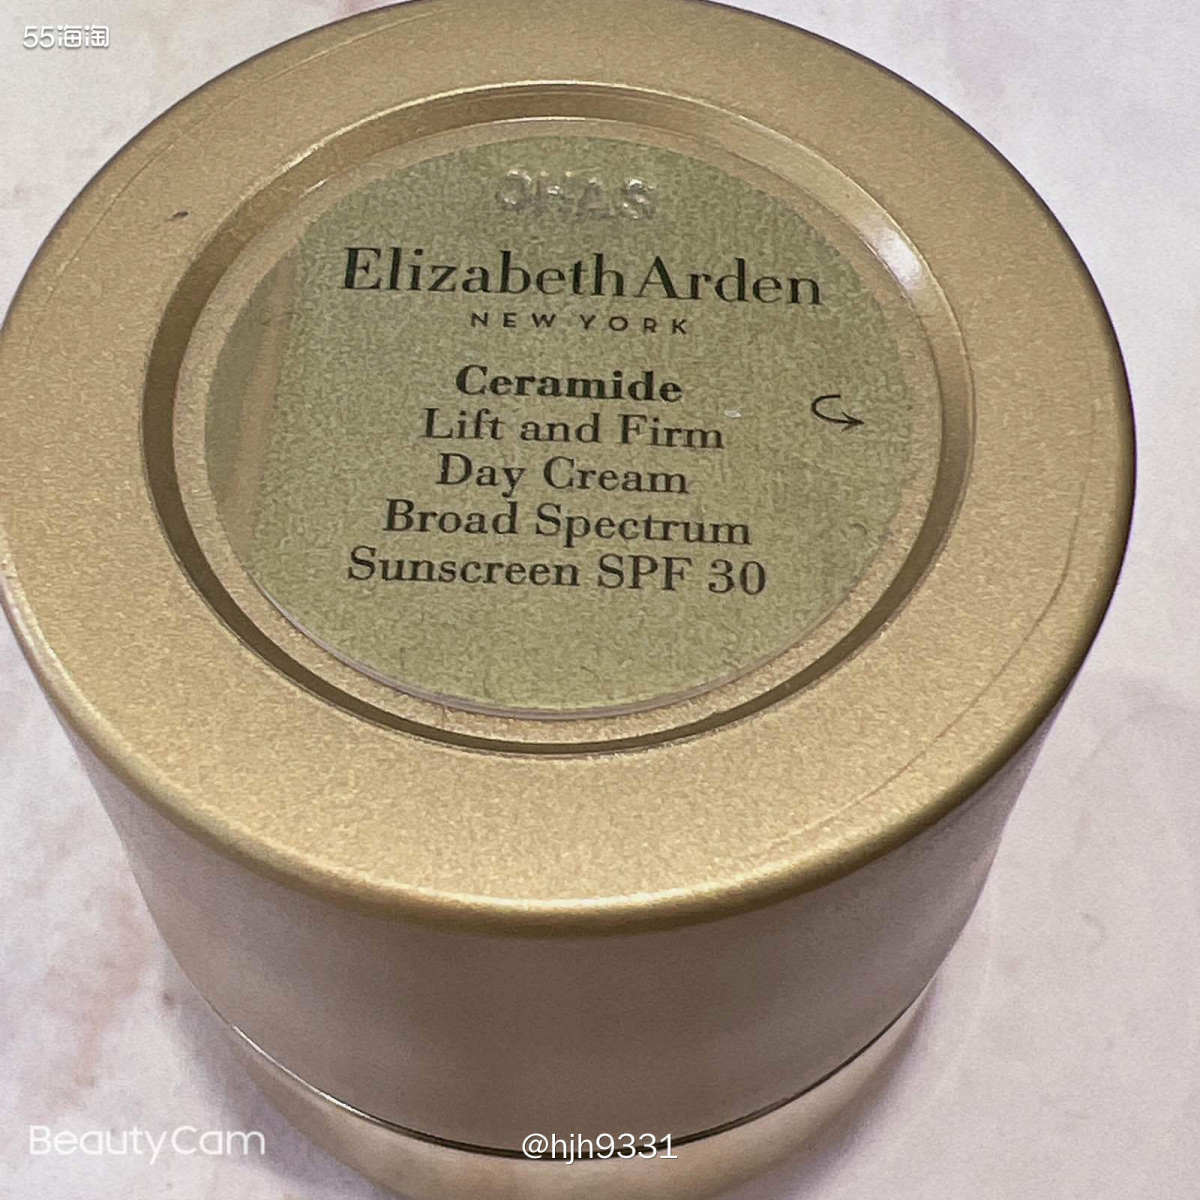 55海淘
Elizabeth Arden
NEW YORK
Ceramide
Lift and Firm
Day Cream
Broad Spectrum
Sunscreen SPF 30
BeautyCam
@hjh9331